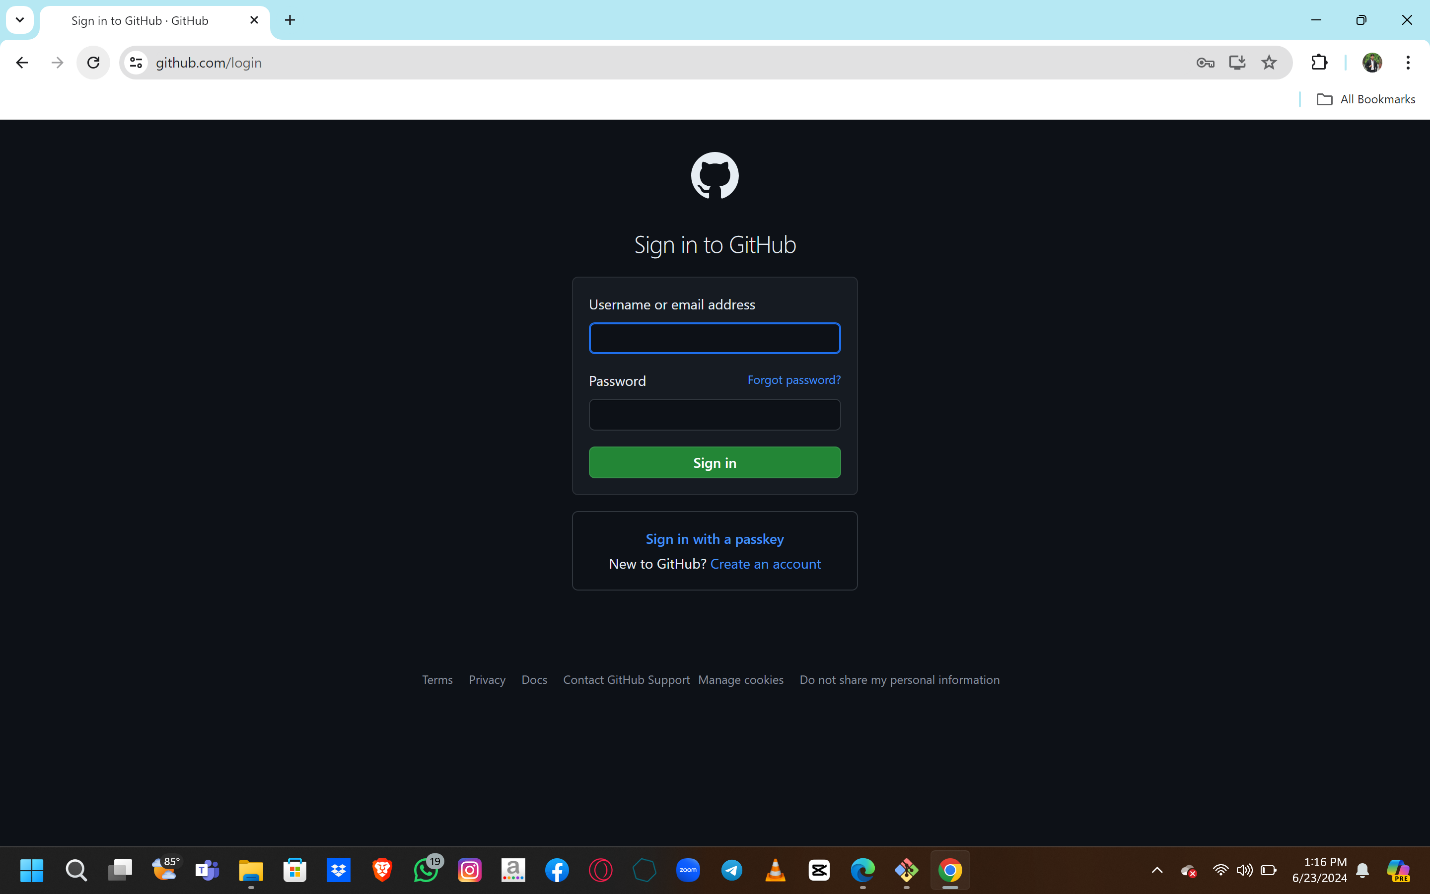 Sign in to GitHub · GitHub
github.com/login
All Bookmarks
Sign in to GitHub
Username or email address
Password
Forgot password?
Sign in
Sign in with a passkey
New to GitHub? Create an account
Terms Privacy Docs Contact GitHub Support Manage cookies Do not share my personal information
85°
T
19
a
zoom
1:16 PM
6/23/2024
PRE